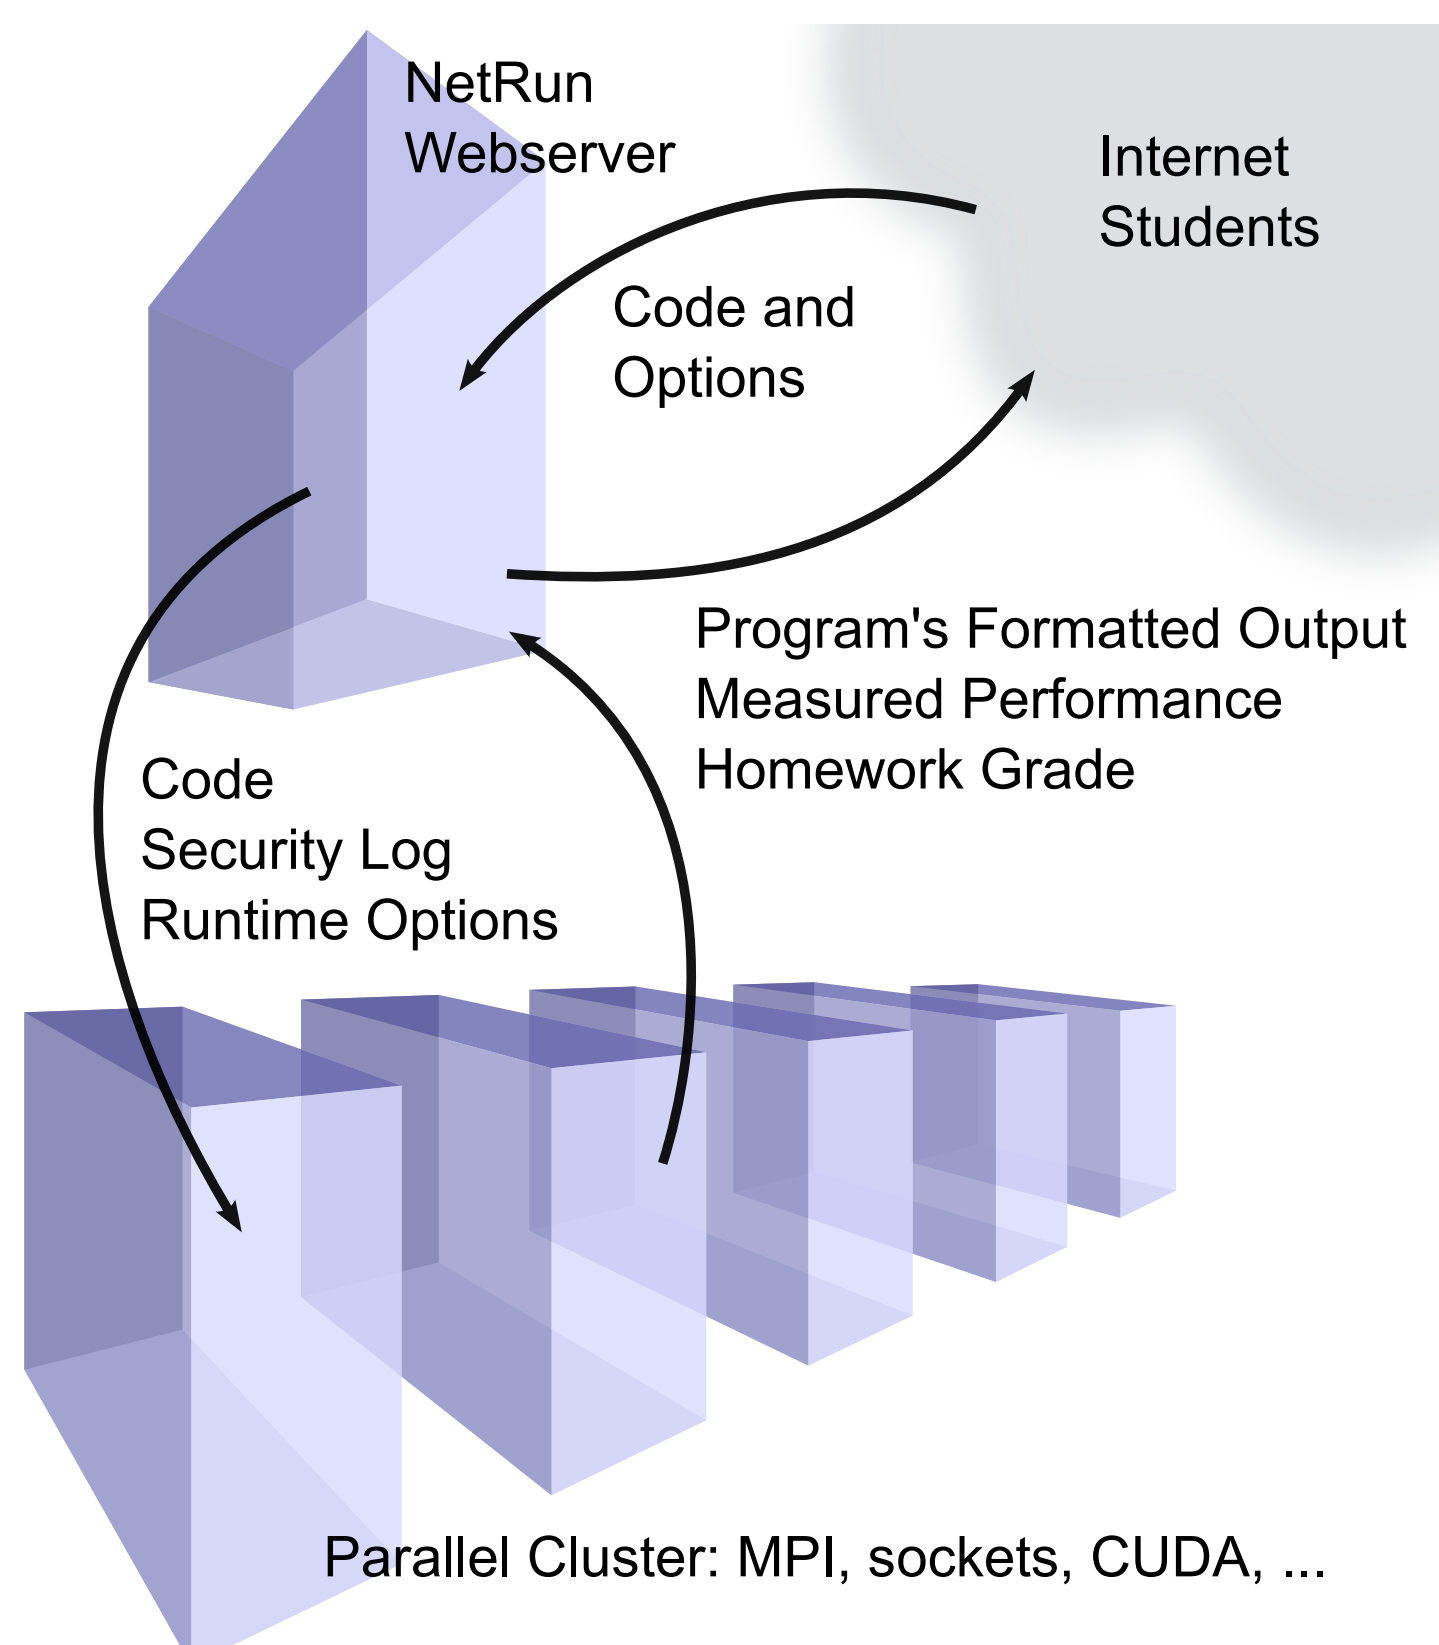 NetRun
Webserver
Internet
Students
Code and
Options
Program's Formatted Output
Measured Performance
Homework Grade
Code
Security Log
Runtime Options
Parallel Cluster: MPI, sockets, CUDA, ...